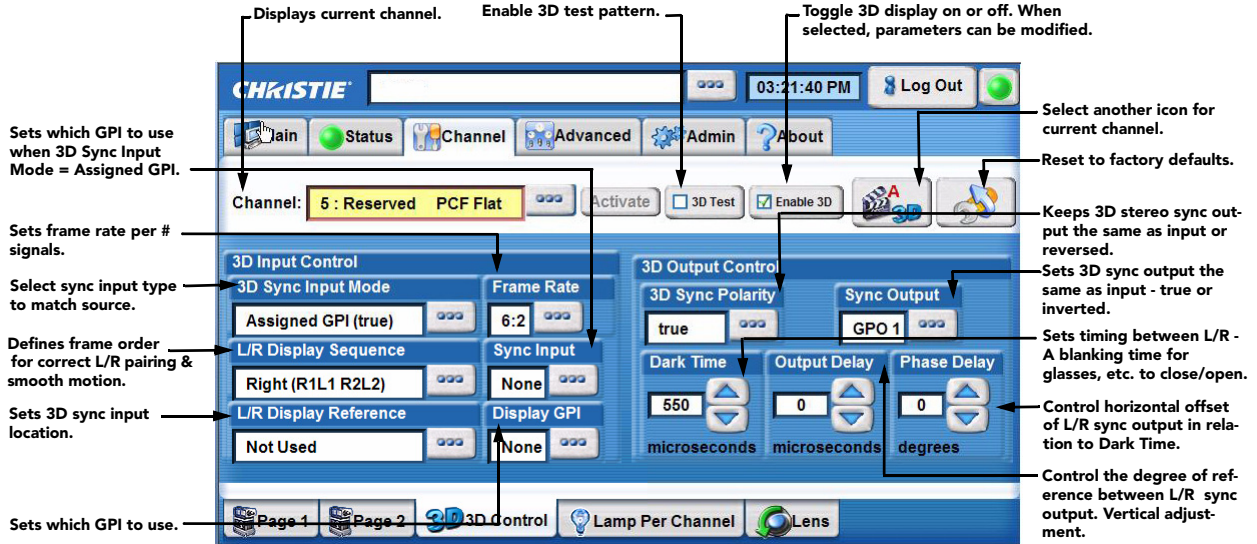 Displays current channel.
Enable 3D test pattern.
Toggle 3D display on or off. When
selected, parameters can be modified.
CHRISTIE
03:21:40 PM
Log Out
Select another icon for
current channel.
Sets which GPI to use
when 3D Sync Input
Mode = Assigned GPI.
ain
Status
Channel
Advanced
Admin
About
Reset to factory defaults.
Channel:
5 : Reserved PCF Flat
Activate
3D Test
Enable 3D
A
3D
Keeps 3D stereo sync out-
put the same as input or
reversed.
Sets frame rate per #
signals.
3D Input Control
3D Output Control
Sets 3D sync output the
same as input - true or
inverted.
Select sync input type
to match source.
3D Sync Input Mode
Frame Rate
3D Sync Polarity
Sync Output
Assigned GPI (true)
6:2
true
GPO 1
Defines frame order
for correct L/R pairing &
smooth motion.
L/R Display Sequence
Sync Input
Dark Time
Output Delay
Phase Delay
Sets timing between L/R -
A blanking time for
glasses, etc. to close/open.
Right (R1L1 R2L2)
None
550
0
0
Sets 3D sync input
location.
L/R Display Reference
Display GPI
Control horizontal offset
of L/R sync output in rela-
tion to Dark Time.
Not Used
None
microseconds
microseconds
degrees
Control the degree of ref-
erence between L/R sync
output. Vertical adjust-
ment.
Sets which GPI to use.
Page 1
Page 2
3D
3D Control
Lamp Per Channel
Lens